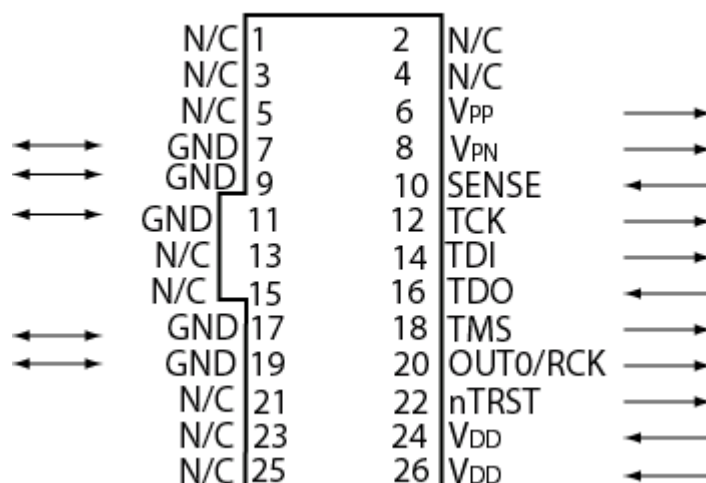 N/C 1 2 N/C
N/C 3 4 N/C
N/C 5 6 VPP
GND 7 8 VPN
GND 9 10 SENSE
GND 11 12 TCK
N/C 13 14 TDI
N/C 15 16 TDO
GND 17 18 TMS
GND 19 20 OUT0/RCK
N/C 21 22 nTRST
N/C 23 24 VDD
N/C 25 26 VDD